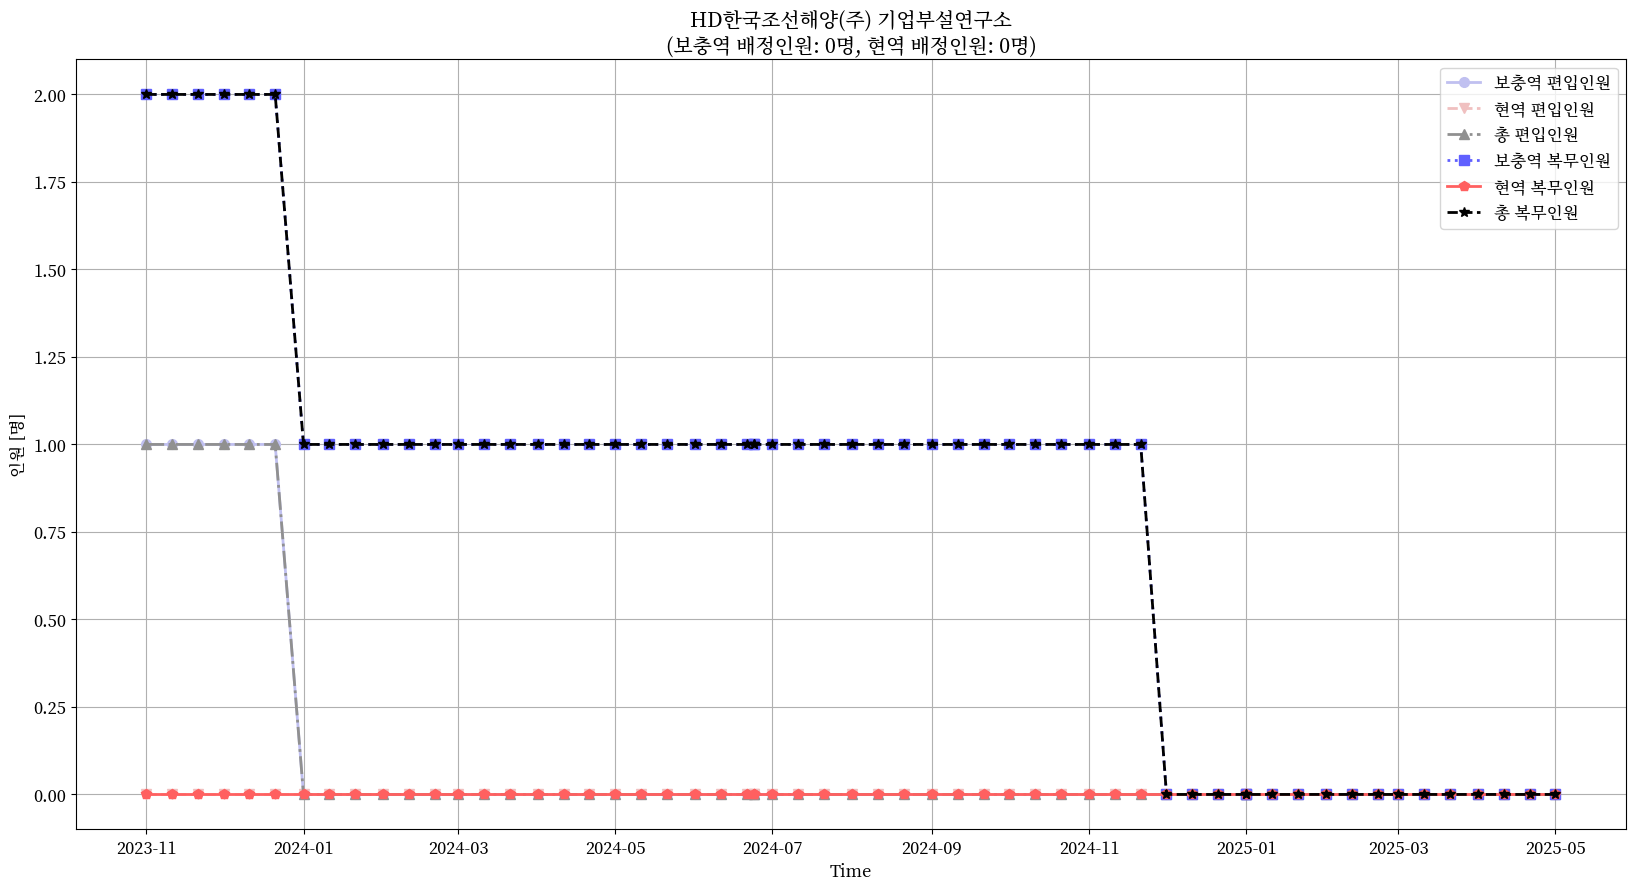 HD한국조선해양(주) 기업부설연구소
(보충역 배정인원: 0명, 현역 배정인원: 0명)
보충역 편입인원
현역 편입인원
총 편입인원
보충역 복무인원
현역 복무인원
총 복무인원
인원 [명]
2.00
1.75
1.50
1.25
1.00
0.75
0.50
0.25
0.00
2023-11 2024-01 2024-03 2024-05 2024-07 2024-09 2024-11 2025-01 2025-03 2025-05
Time